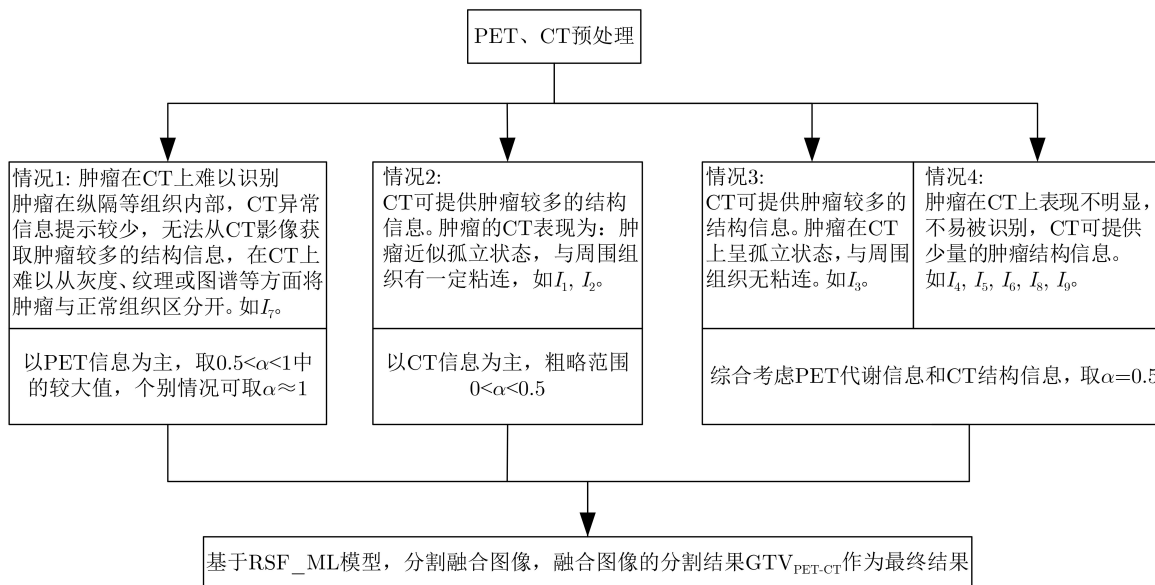 PET、CT预处理
情况1: 肿瘤在CT上难以识别
肿瘤在纵隔等组织内部，CT异常
信息提示较少，无法从CT影像获
取肿瘤较多的结构信息，在CT上
难以从灰度、纹理或图谱等方面将
肿瘤与正常组织区分开。如I₇。
以PET信息为主，取0.5<α<1中
的较大值，个别情况可取α≈1
情况2:
CT可提供肿瘤较多的结构
信息。肿瘤的CT表现为：肿
瘤近似孤立状态，与周围组
织有一定粘连，如I₁, I₂。
以CT信息为主，粗略范围
0<α<0.5
情况3:
CT可提供肿瘤较多的
结构信息。肿瘤在CT
上呈孤立状态，与周围
组织无粘连。如I₃。
情况4:
肿瘤在CT上表现不明显，
不易被识别，CT可提供
少量的肿瘤结构信息。
如I₄, I₅, I₆, I₈, I₉。
综合考虑PET代谢信息和CT结构信息，取α=0.5
基于RSF_ML模型，分割融合图像，融合图像的分割结果GTV_PET-CT作为最终结果